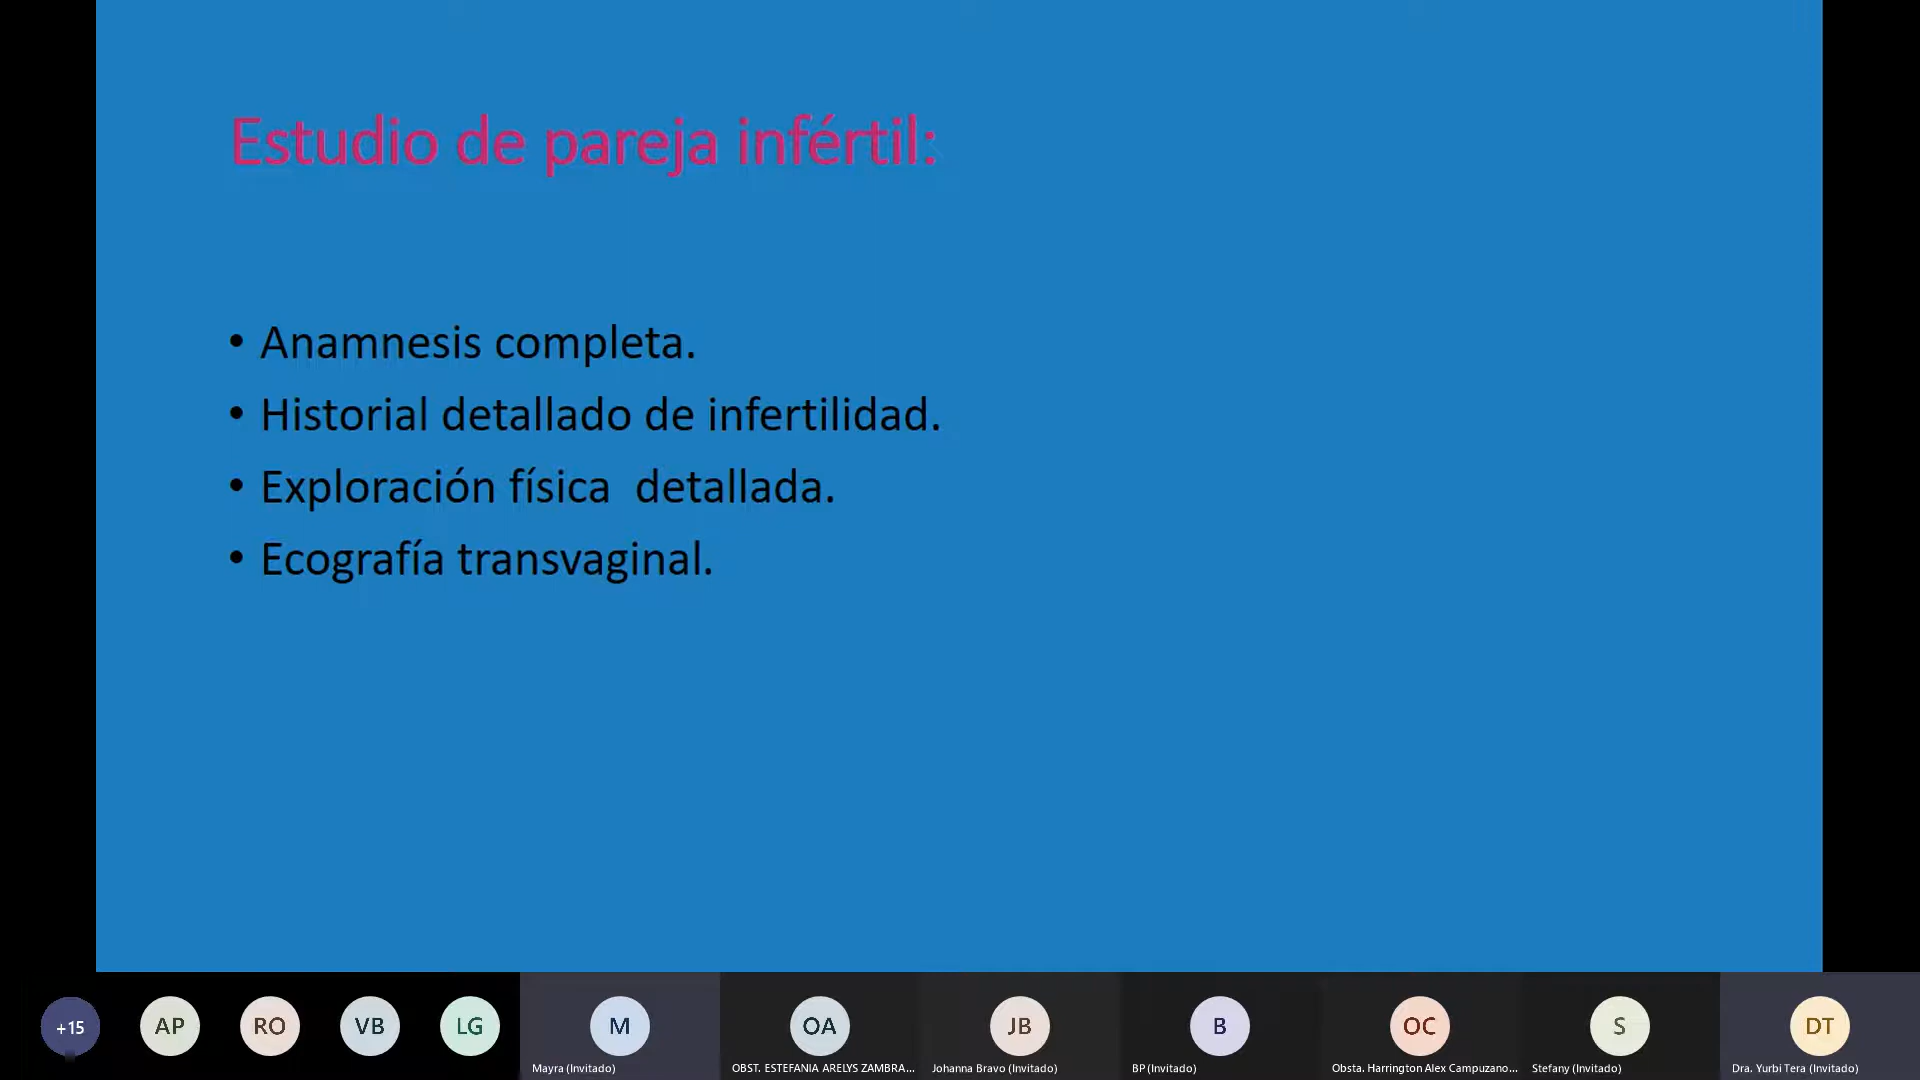 Estudio de pareja infértil:
• Anamnesis completa.
• Historial detallado de infertilidad.
• Exploración física  detallada.
• Ecografía transvaginal.
+15
AP
RO
VB
LG
M
OA
JB
B
OC
S
DT
Mayra (Invitado)
OBST. ESTEFANIA ARELYS ZAMBRA...
Johanna Bravo (Invitado)
BP (Invitado)
Obsta. Harrington Alex Campuzano...
Stefany (Invitado)
Dra. Yurbi Tera (Invitado)